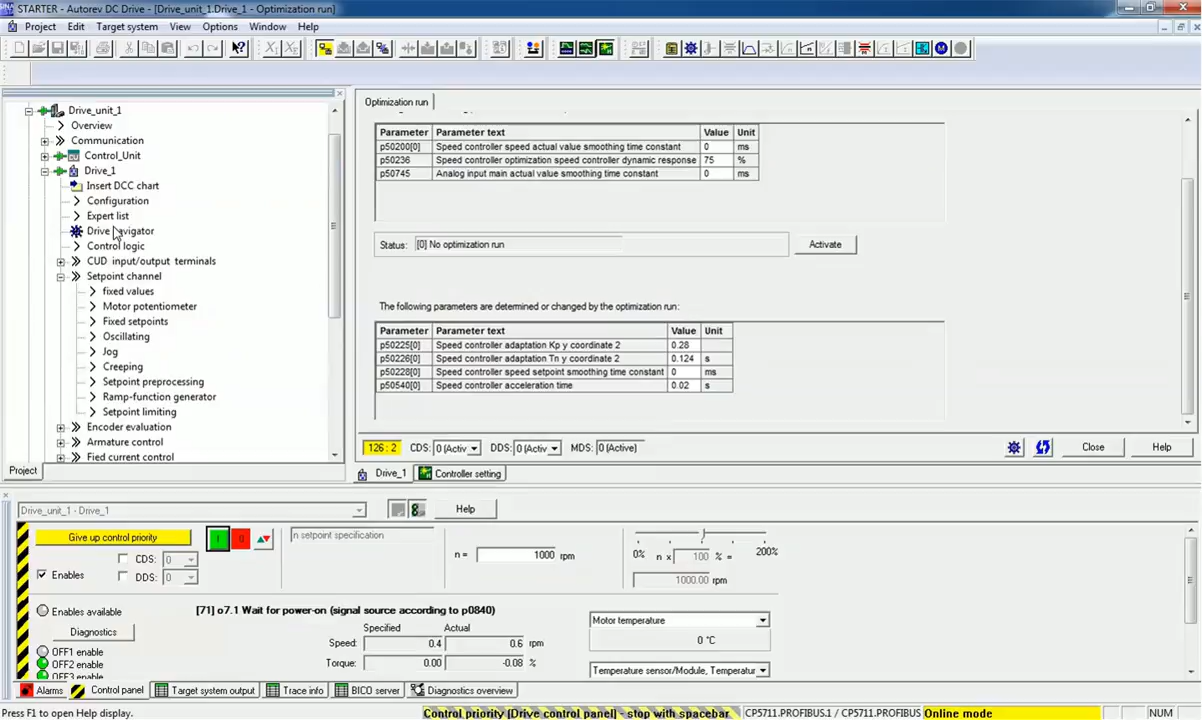 STARTER - Autorev DC Drive - [Drive_unit_1.Drive_1 - Optimization run]
Project Edit Target system View Options Window Help
Drive_unit_1
Overview
Communication
Control_Unit
Drive_1
Insert DCC chart
Configuration
Expert list
Drive navigator
Control logic
CUD input/output terminals
Setpoint channel
fixed values
Motor potentiometer
Fixed setpoints
Oscillating
Jog
Creeping
Setpoint preprocessing
Ramp-function generator
Setpoint limiting
Encoder evaluation
Armature control
Fied current control
Project
Optimization run
Parameter Parameter text Value Unit
p50200[0] Speed controller speed actual value smoothing time constant 0 ms
p50236 Speed controller optimization speed controller dynamic response 75 %
p50745 Analog input main actual value smoothing time constant 0 ms
Status: [0] No optimization run Activate
The following parameters are determined or changed by the optimization run:
Parameter Parameter text Value Unit
p50225[0] Speed controller adaptation Kp y coordinate 2 0.28
p50226[0] Speed controller adaptation Tn y coordinate 2 0.124 s
p50228[0] Speed controller speed setpoint smoothing time constant 0 ms
p50540[0] Speed controller acceleration time 0.02 s
126 : 2 CDS: 0 (Activ DDS: 0 (Activ MDS: 0 (Active) Close Help
Drive_1 Controller setting
Drive_unit_1 - Drive_1 Help
Give up control priority
CDS: 0
Enables DDS: 0
n setpoint specification
n = 1000 rpm
0% n x 100 % = 200%
1000.00 rpm
Enables available [71] o7.1 Wait for power-on (signal source according to p0840)
Diagnostics
Specified Actual
Speed: 0.4 0.6 rpm
Torque: 0.00 -0.08 %
OFF1 enable
OFF2 enable
OFF3 enable
Motor temperature
0 °C
Temperature sensor/Module, Temperatur
Alarms Control panel Target system output Trace info BICO server Diagnostics overview
Press F1 to open Help display. Control priority [Drive control panel] - stop with spacebar CP5711.PROFIBUS.1 / CP5711.PROFIBUS Online mode NUM